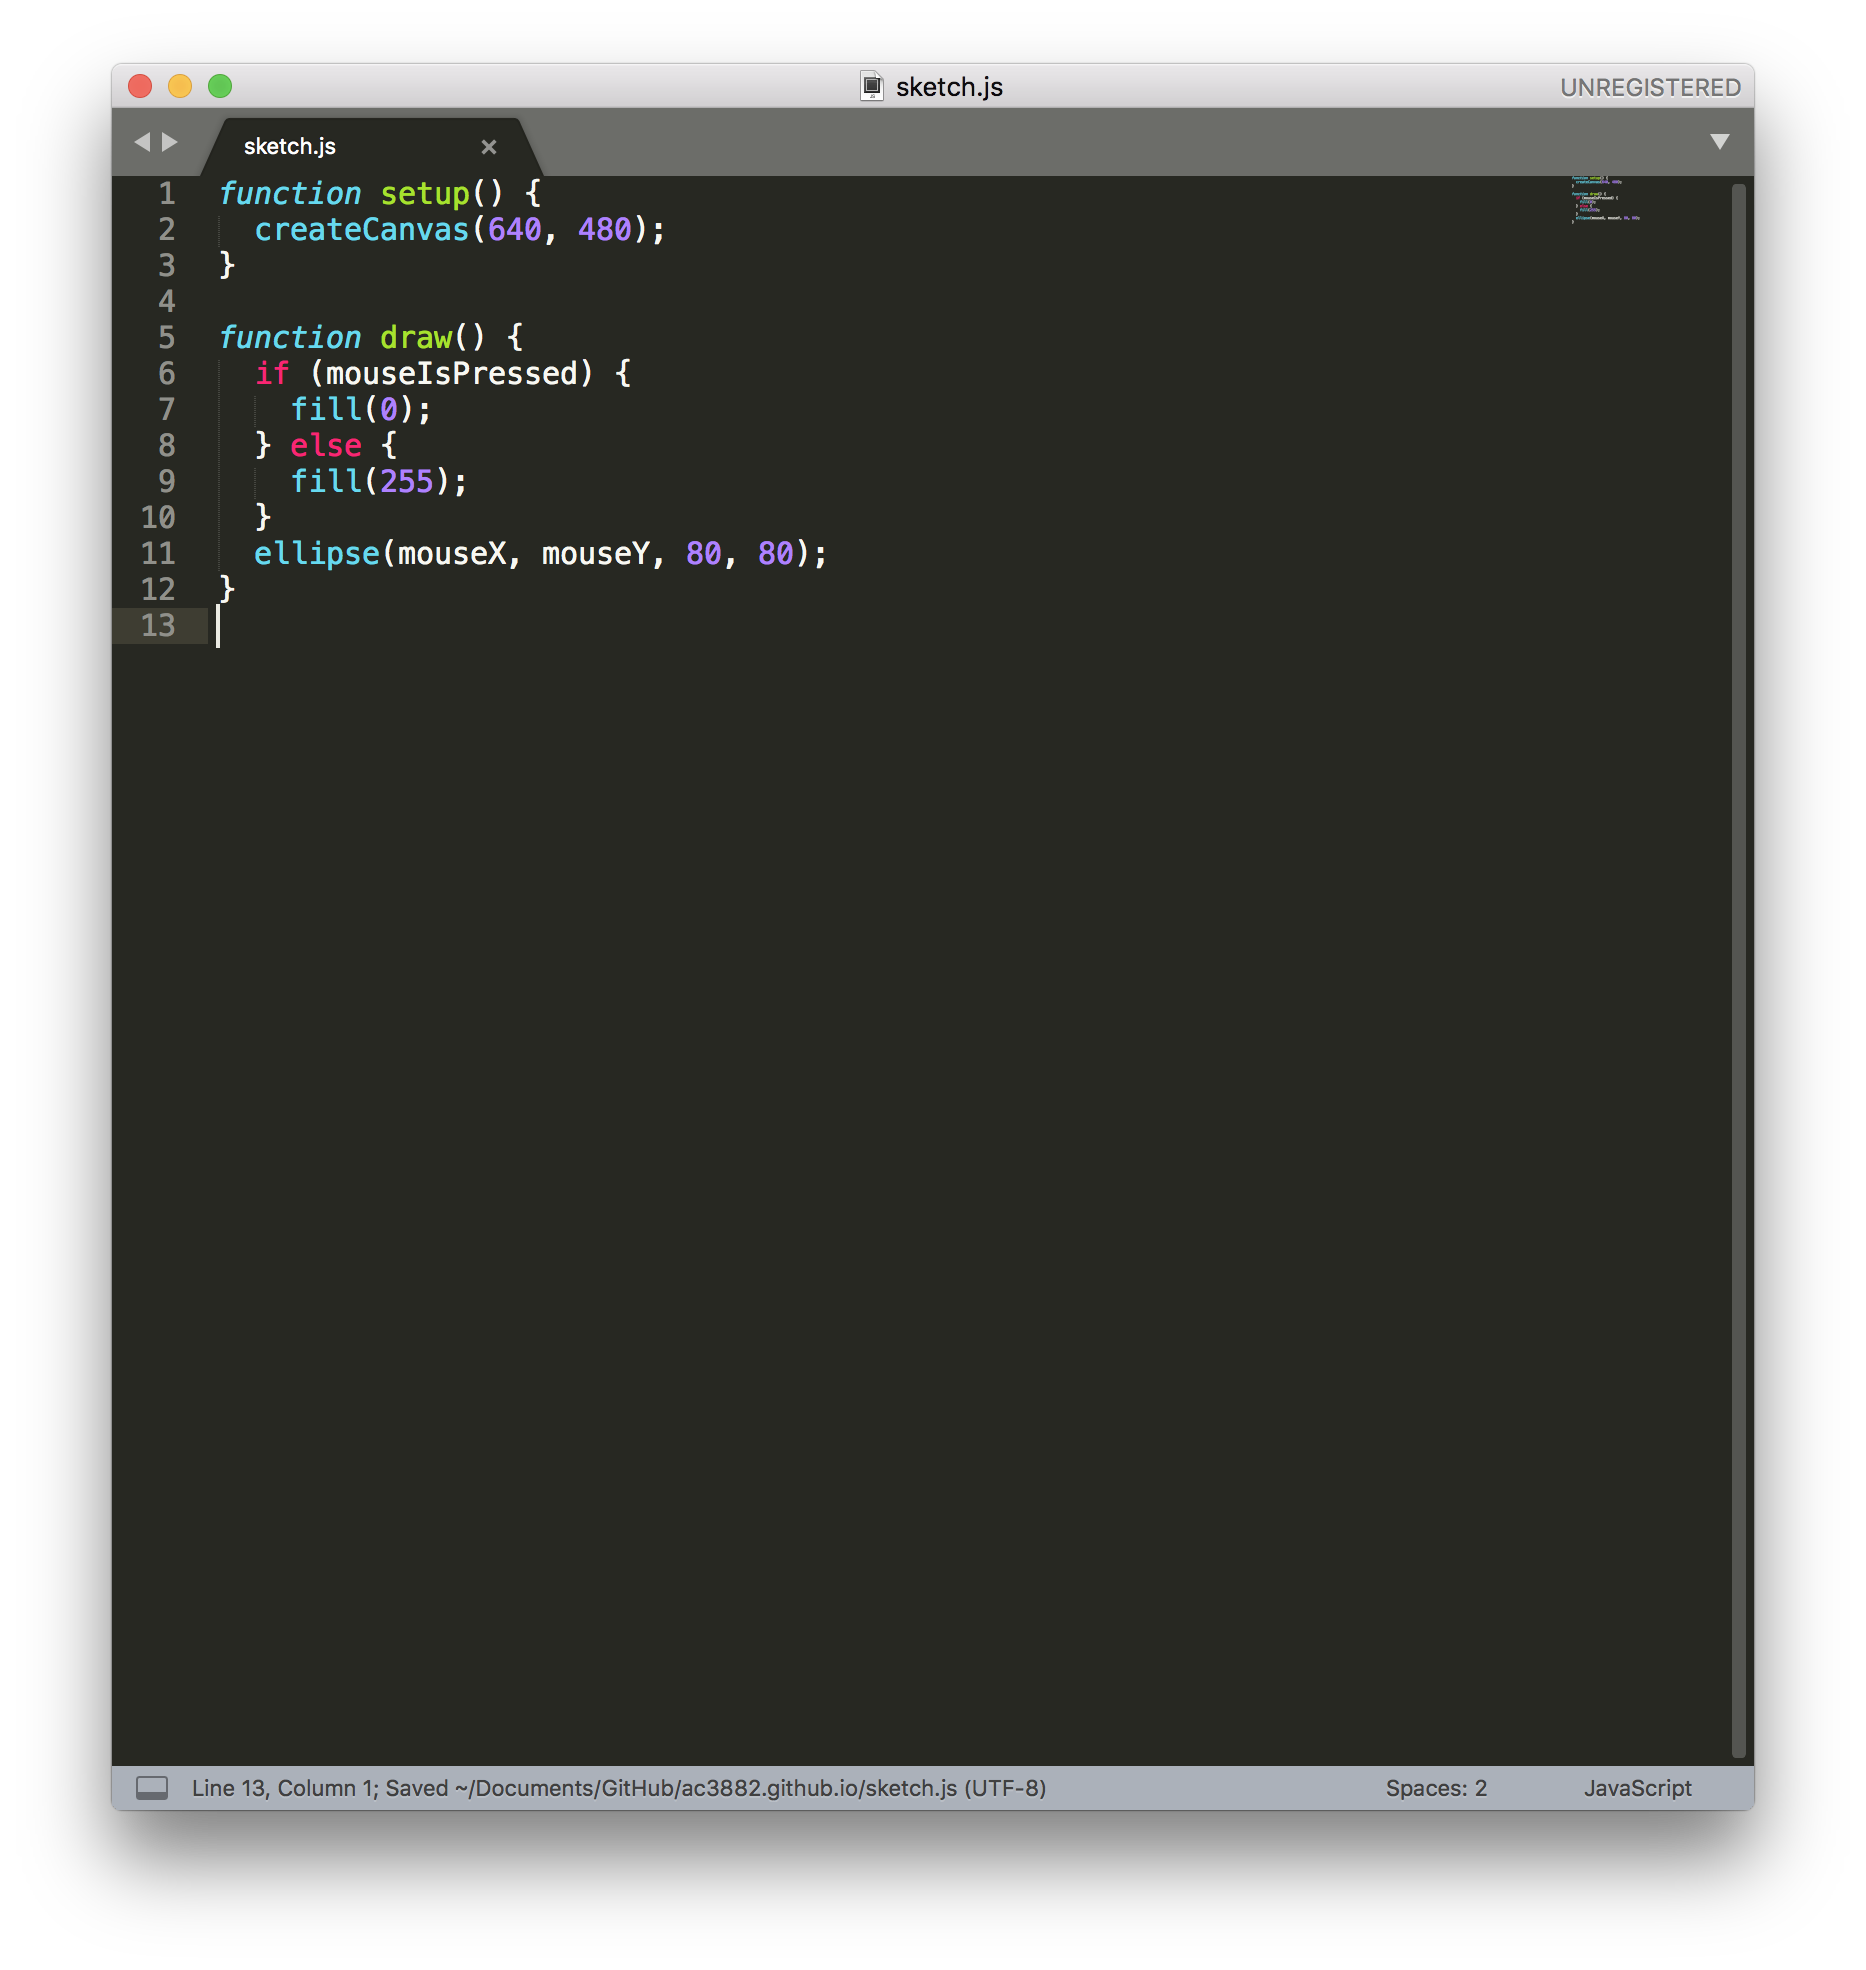 sketch.js
UNREGISTERED
sketch.js ×
1 function setup() {
2   createCanvas(640, 480);
3 }
4
5 function draw() {
6   if (mouseIsPressed) {
7     fill(0);
8   } else {
9     fill(255);
10   }
11   ellipse(mouseX, mouseY, 80, 80);
12 }
13
Line 13, Column 1; Saved ~/Documents/GitHub/ac3882.github.io/sketch.js (UTF-8)
Spaces: 2
JavaScript